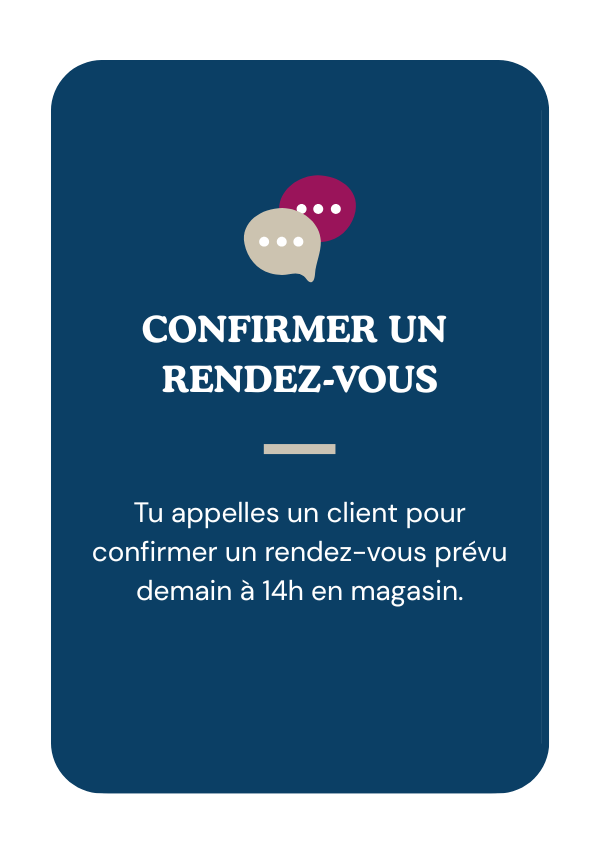 CONFIRMER UN
RENDEZ-VOUS
Tu appelles un client pour
confirmer un rendez-vous prévu
demain à 14h en magasin.